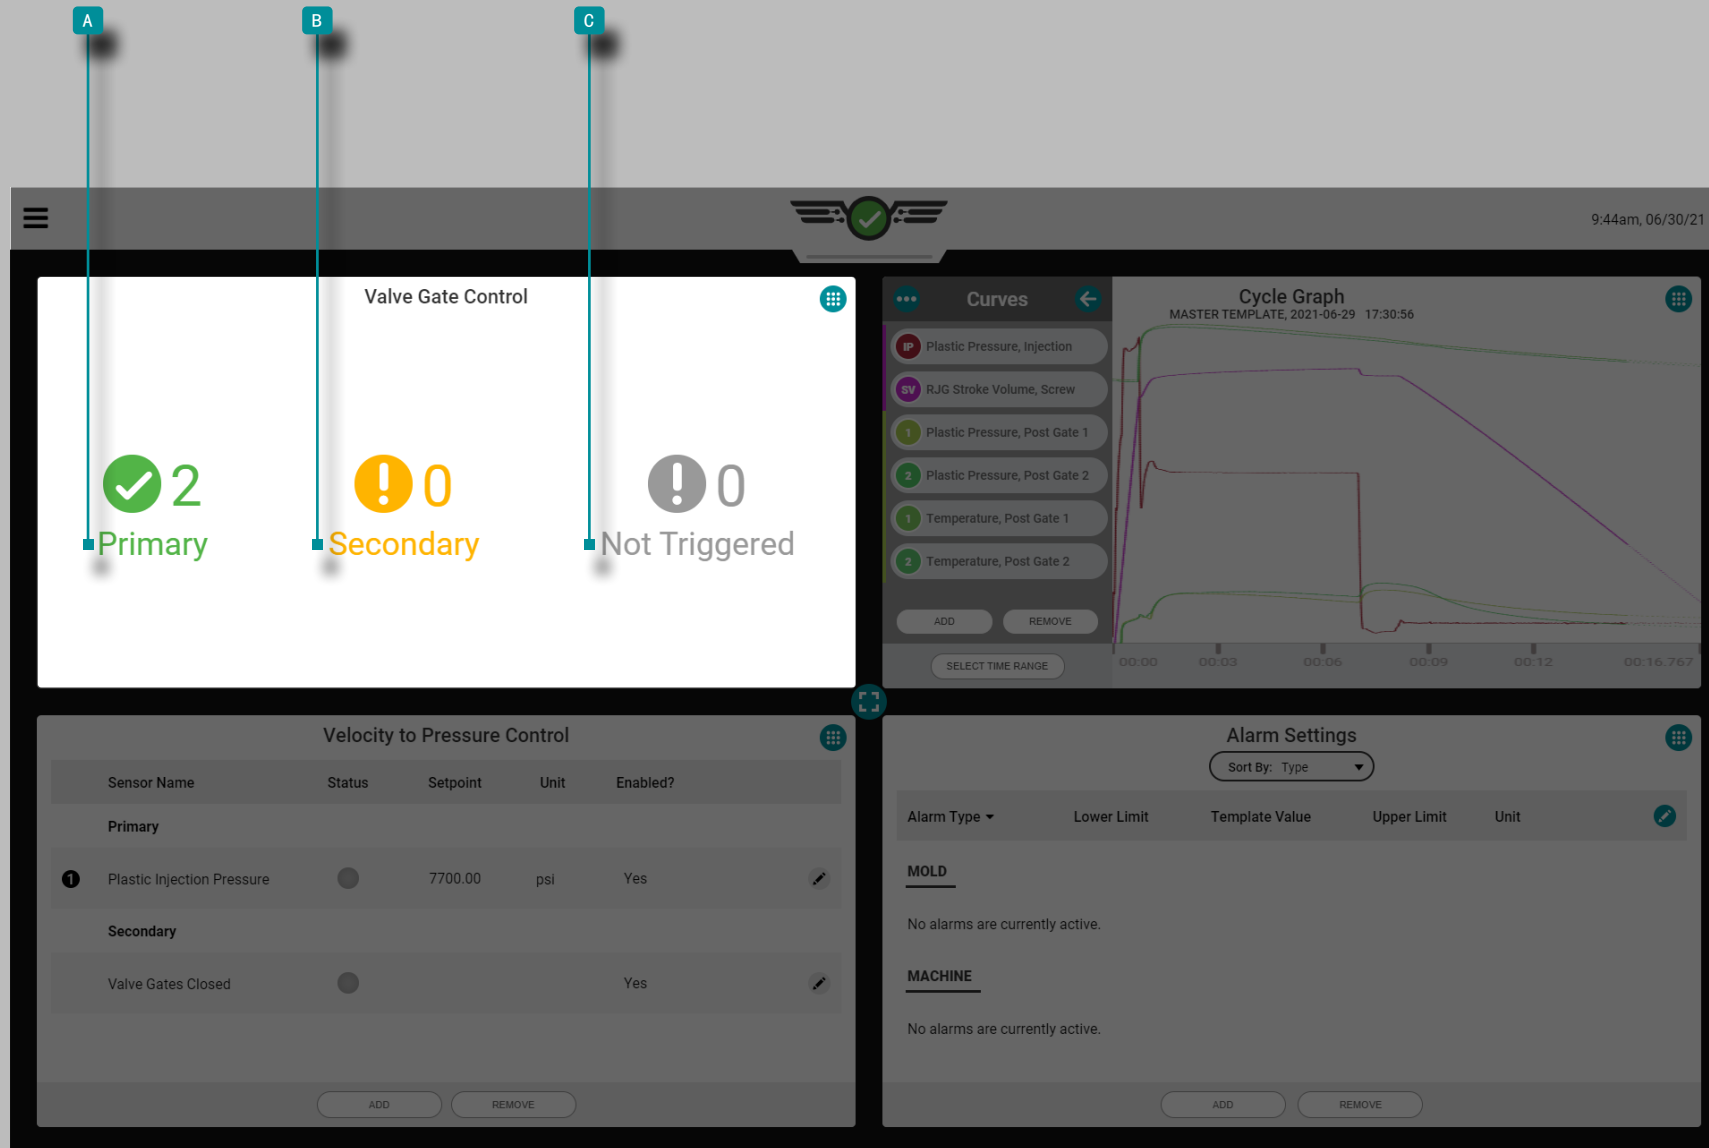 A B C
9:44am, 06/30/21
Valve Gate Control
2 0 0
Primary Secondary Not Triggered
Curves
IP Plastic Pressure, Injection
SV RJG Stroke Volume, Screw
1 Plastic Pressure, Post Gate 1
2 Plastic Pressure, Post Gate 2
1 Temperature, Post Gate 1
2 Temperature, Post Gate 2
ADD REMOVE
SELECT TIME RANGE
Cycle Graph
MASTER TEMPLATE, 2021-06-29 17:30:56
00:00 00:03 00:06 00:09 00:12 00:16.767
Velocity to Pressure Control
Sensor Name Status Setpoint Unit Enabled?
Primary
1 Plastic Injection Pressure 7700.00 psi Yes
Secondary
Valve Gates Closed Yes
ADD REMOVE
Alarm Settings
Sort By: Type
Alarm Type Lower Limit Template Value Upper Limit Unit
MOLD
No alarms are currently active.
MACHINE
No alarms are currently active.
ADD REMOVE